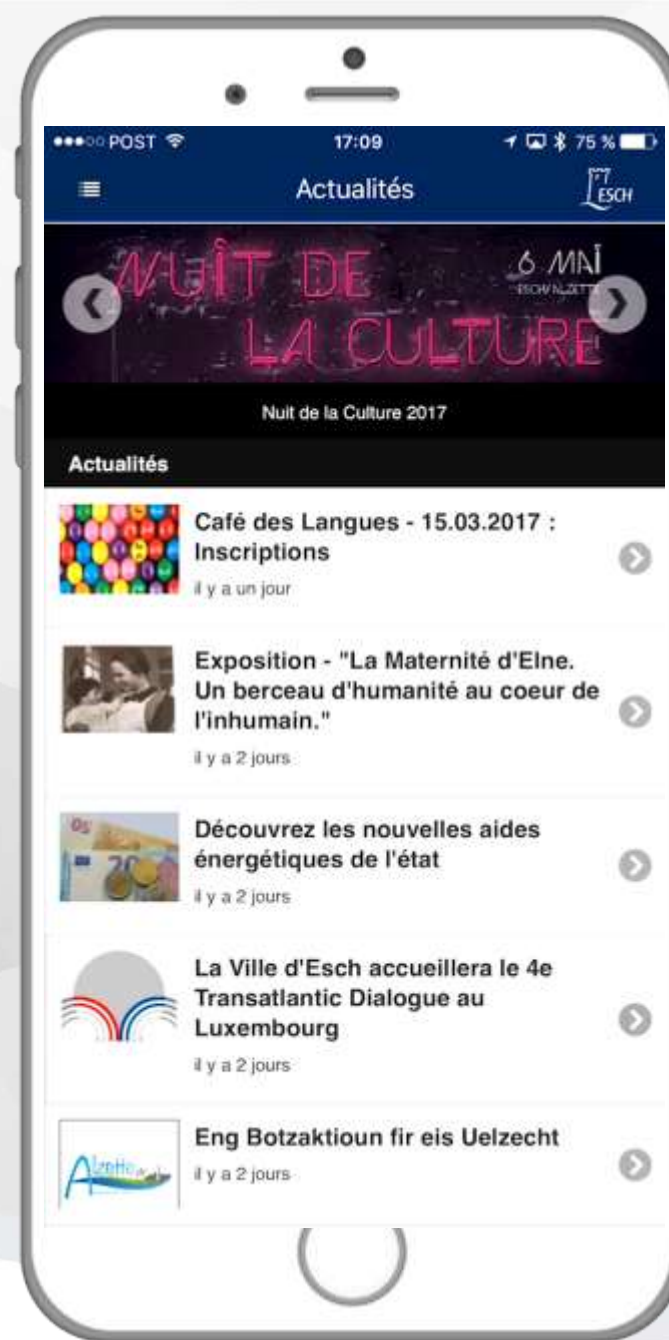 POST 17:09 75 %
Actualités
ESCH
NUIT DE
LA CULTURE
6 MAI
ESCH/ALZETTE
Nuit de la Culture 2017
Actualités
Café des Langues - 15.03.2017 :
Inscriptions
il y a un jour
Exposition - "La Maternité d'Elne.
Un berceau d'humanité au coeur de
l'inhumain."
il y a 2 jours
Découvrez les nouvelles aides
énergétiques de l'état
il y a 2 jours
La Ville d'Esch accueillera le 4e
Transatlantic Dialogue au
Luxembourg
il y a 2 jours
Alzette
Eng Botzaktioun fir eis Uelzecht
il y a 2 jours